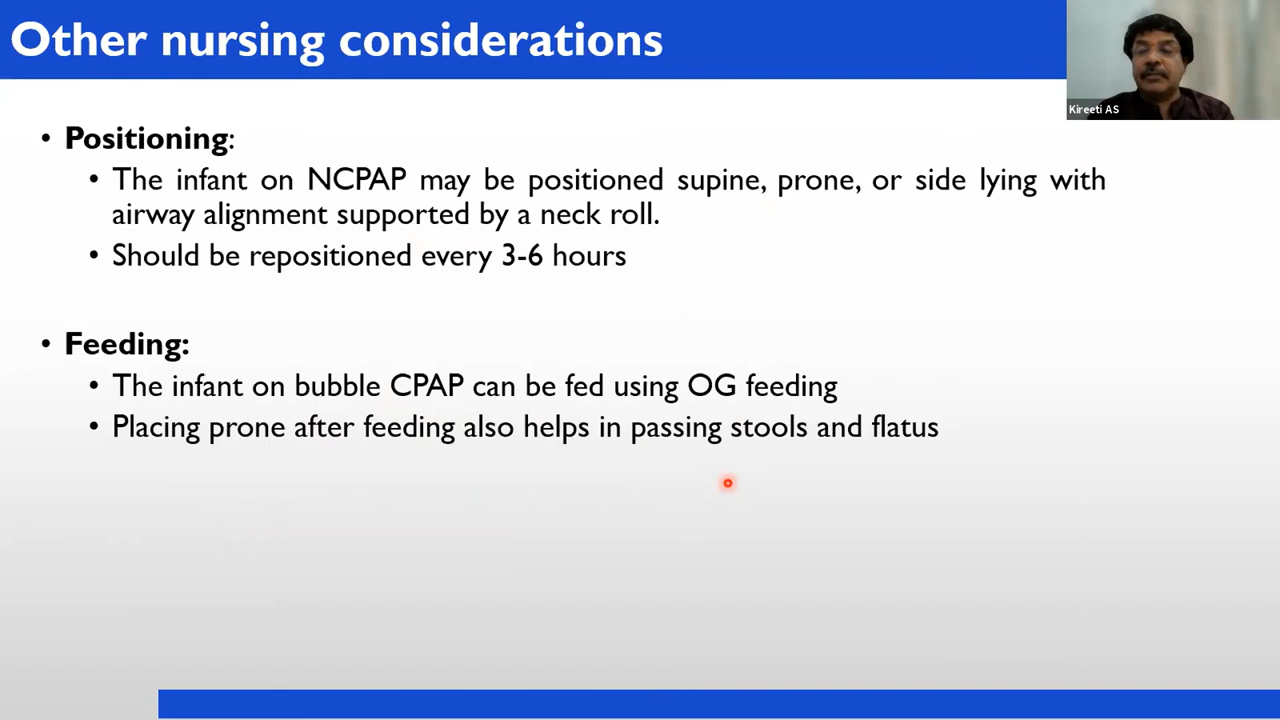 Other nursing considerations
Kireeti AS
• Positioning:
• The infant on NCPAP may be positioned supine, prone, or side lying with
airway alignment supported by a neck roll.
• Should be repositioned every 3-6 hours
• Feeding:
• The infant on bubble CPAP can be fed using OG feeding
• Placing prone after feeding also helps in passing stools and flatus